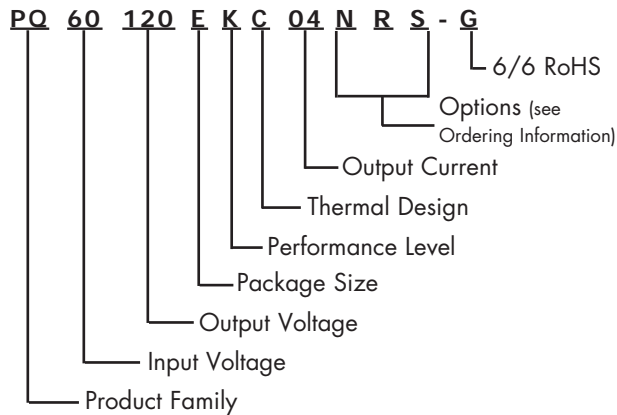 PQ 60 120 E K C 04 N R S - G
6/6 RoHS
Options (see
Ordering Information)
Output Current
Thermal Design
Performance Level
Package Size
Output Voltage
Input Voltage
Product Family